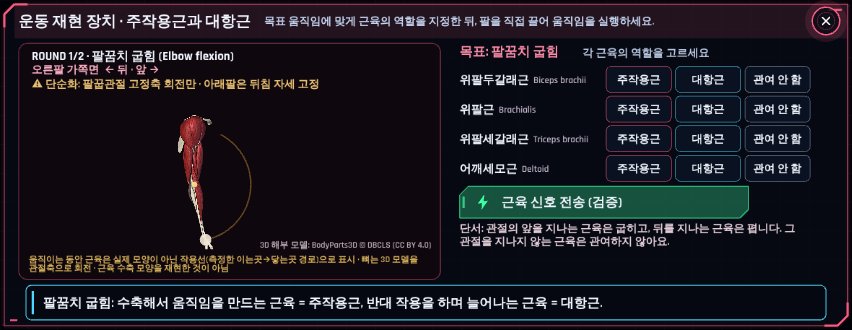 운동 재현 장치 · 주작용근과 대항근
목표 움직임에 맞게 근육의 역할을 지정한 뒤, 팔을 직접 끌어 움직임을 실행하세요.
ROUND 1/2 · 팔꿈치 굽힘 (Elbow flexion)
오른팔 가쪽면 ← 뒤 · 앞 →
⚠ 단순화: 팔꿉관절 고정축 회전만 · 아래팔은 뒤침 자세 고정
3D 해부 모델: BodyParts3D © DBCLS (CC BY 4.0)
움직이는 동안 근육은 실제 모양이 아닌 작용선(측정한 이는곳→닿는곳 경로)으로 표시 · 뼈는 3D 모델을
관절축으로 회전 · 근육 수축 모양을 재현한 것이 아님
목표: 팔꿈치 굽힘
각 근육의 역할을 고르세요
위팔두갈래근 Biceps brachii 주작용근 대항근 관여 안 함
위팔근 Brachialis 주작용근 대항근 관여 안 함
위팔세갈래근 Triceps brachii 주작용근 대항근 관여 안 함
어깨세모근 Deltoid 주작용근 대항근 관여 안 함
근육 신호 전송 (검증)
단서: 관절의 앞을 지나는 근육은 굽히고, 뒤를 지나는 근육은 폅니다. 그
관절을 지나지 않는 근육은 관여하지 않아요.
팔꿈치 굽힘: 수축해서 움직임을 만드는 근육 = 주작용근, 반대 작용을 하며 늘어나는 근육 = 대항근.